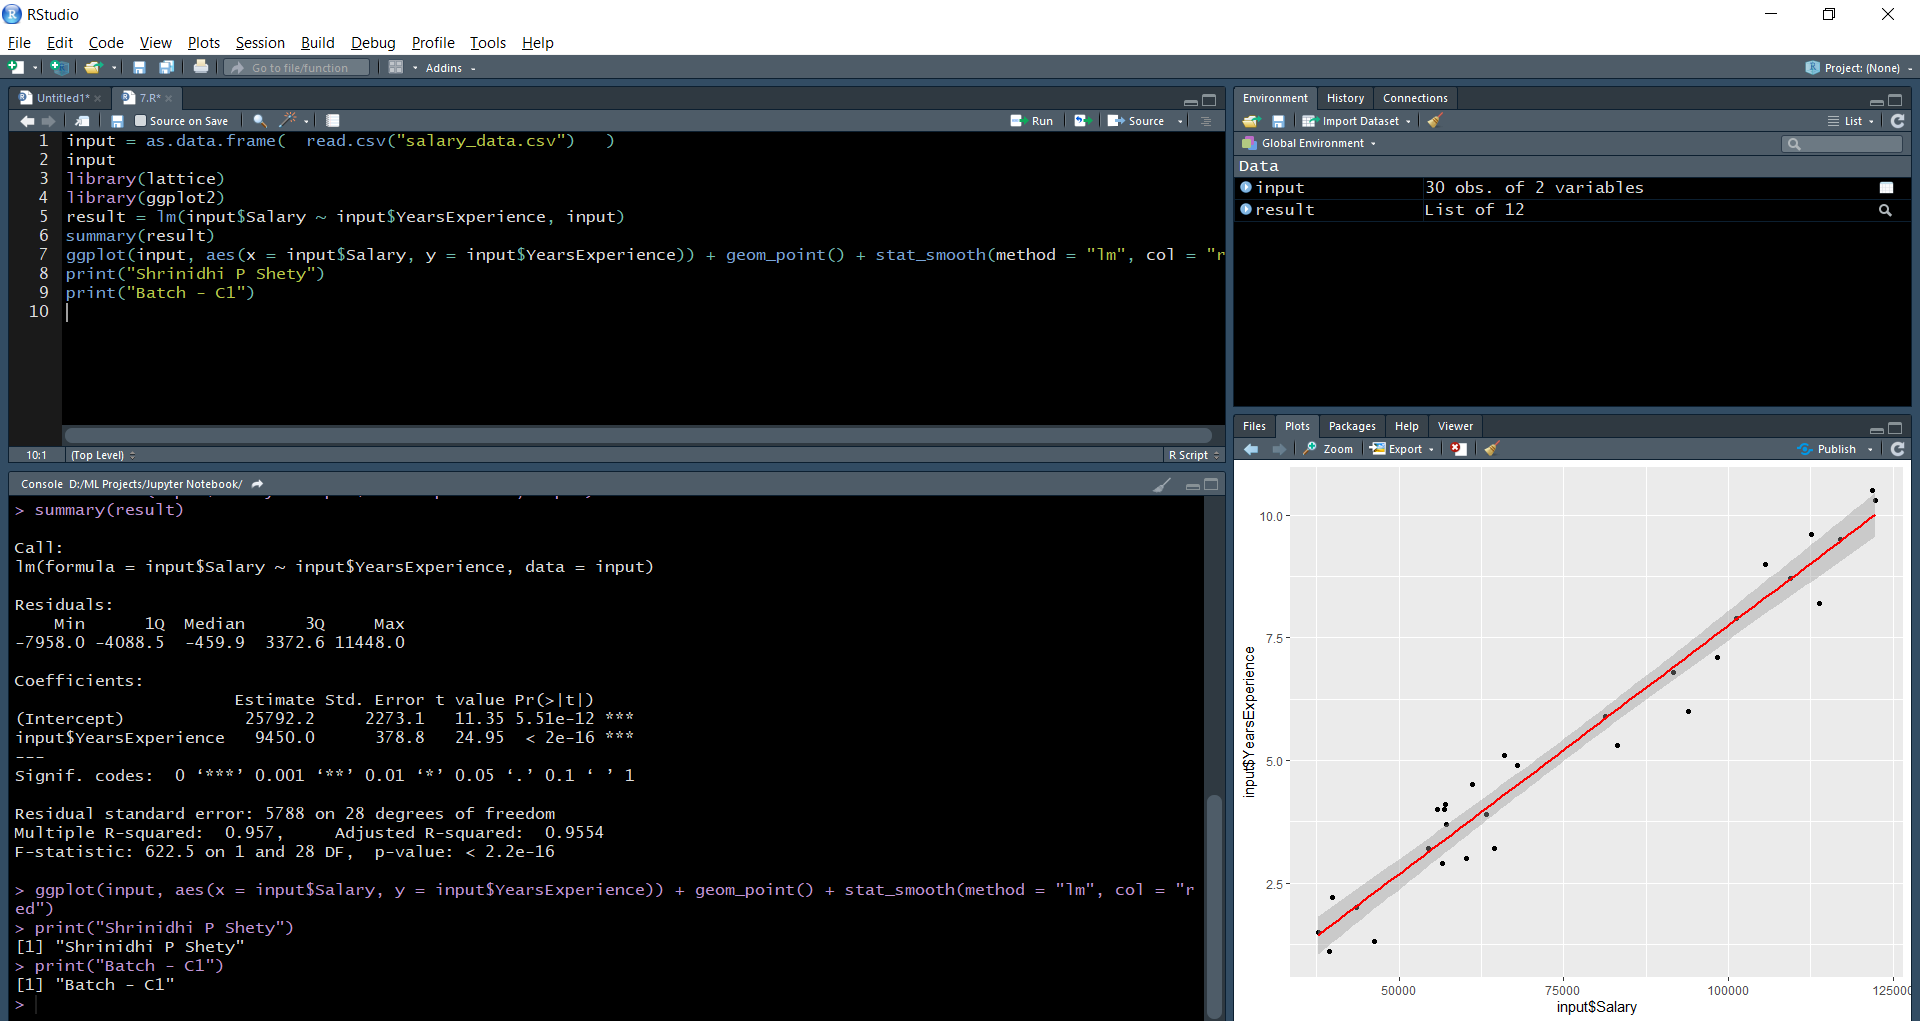 RStudio
File Edit Code View Plots Session Build Debug Profile Tools Help
Go to file/function Addins Project: (None)
Untitled1* 7.R*
Source on Save Run Source
1 input = as.data.frame(  read.csv("salary_data.csv")   )
2 input
3 library(lattice)
4 library(ggplot2)
5 result = lm(input$Salary ~ input$YearsExperience, input)
6 summary(result)
7 ggplot(input, aes(x = input$Salary, y = input$YearsExperience)) + geom_point() + stat_smooth(method = "lm", col = "r
8 print("Shrinidhi P Shety")
9 print("Batch - C1")
10
10:1 (Top Level) R Script
Console D:/ML Projects/Jupyter Notebook/
> summary(result)
Call:
lm(formula = input$Salary ~ input$YearsExperience, data = input)
Residuals:
Min 1Q Median 3Q Max
-7958.0 -4088.5 -459.9 3372.6 11448.0
Coefficients:
Estimate Std. Error t value Pr(>|t|)
(Intercept) 25792.2 2273.1 11.35 5.51e-12 ***
input$YearsExperience 9450.0 378.8 24.95 < 2e-16 ***
---
Signif. codes:  0 ‘***’ 0.001 ‘**’ 0.01 ‘*’ 0.05 ‘.’ 0.1 ‘ ’ 1
Residual standard error: 5788 on 28 degrees of freedom
Multiple R-squared:  0.957,	Adjusted R-squared:  0.9554
F-statistic: 622.5 on 1 and 28 DF,  p-value: < 2.2e-16
> ggplot(input, aes(x = input$Salary, y = input$YearsExperience)) + geom_point() + stat_smooth(method = "lm", col = "r
ed")
> print("Shrinidhi P Shety")
[1] "Shrinidhi P Shety"
> print("Batch - C1")
[1] "Batch - C1"
>
Environment History Connections
Import Dataset List
Global Environment
Data
input 30 obs. of 2 variables
result List of 12
Files Plots Packages Help Viewer
Zoom Export Publish
10.0
7.5
5.0
2.5
input$YearsExperience
50000 75000 100000 125000
input$Salary